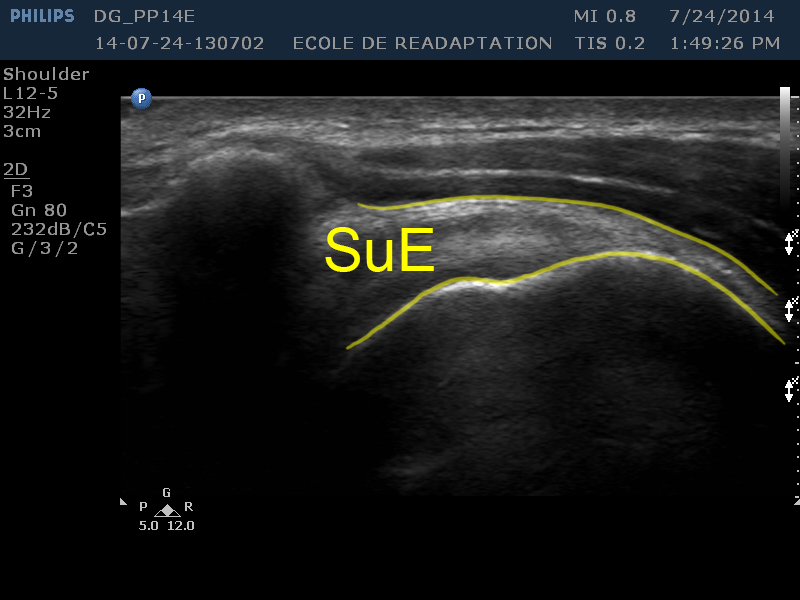 PHILIPS DG_PP14E MI 0.8 7/24/2014
14-07-24-130702 ECOLE DE READAPTATION TIS 0.2 1:49:26 PM
Shoulder
L12-5
32Hz
3cm
P
2D
F3
Gn 80
232dB/C5
G/3/2
SuE
G
P R
5.0 12.0